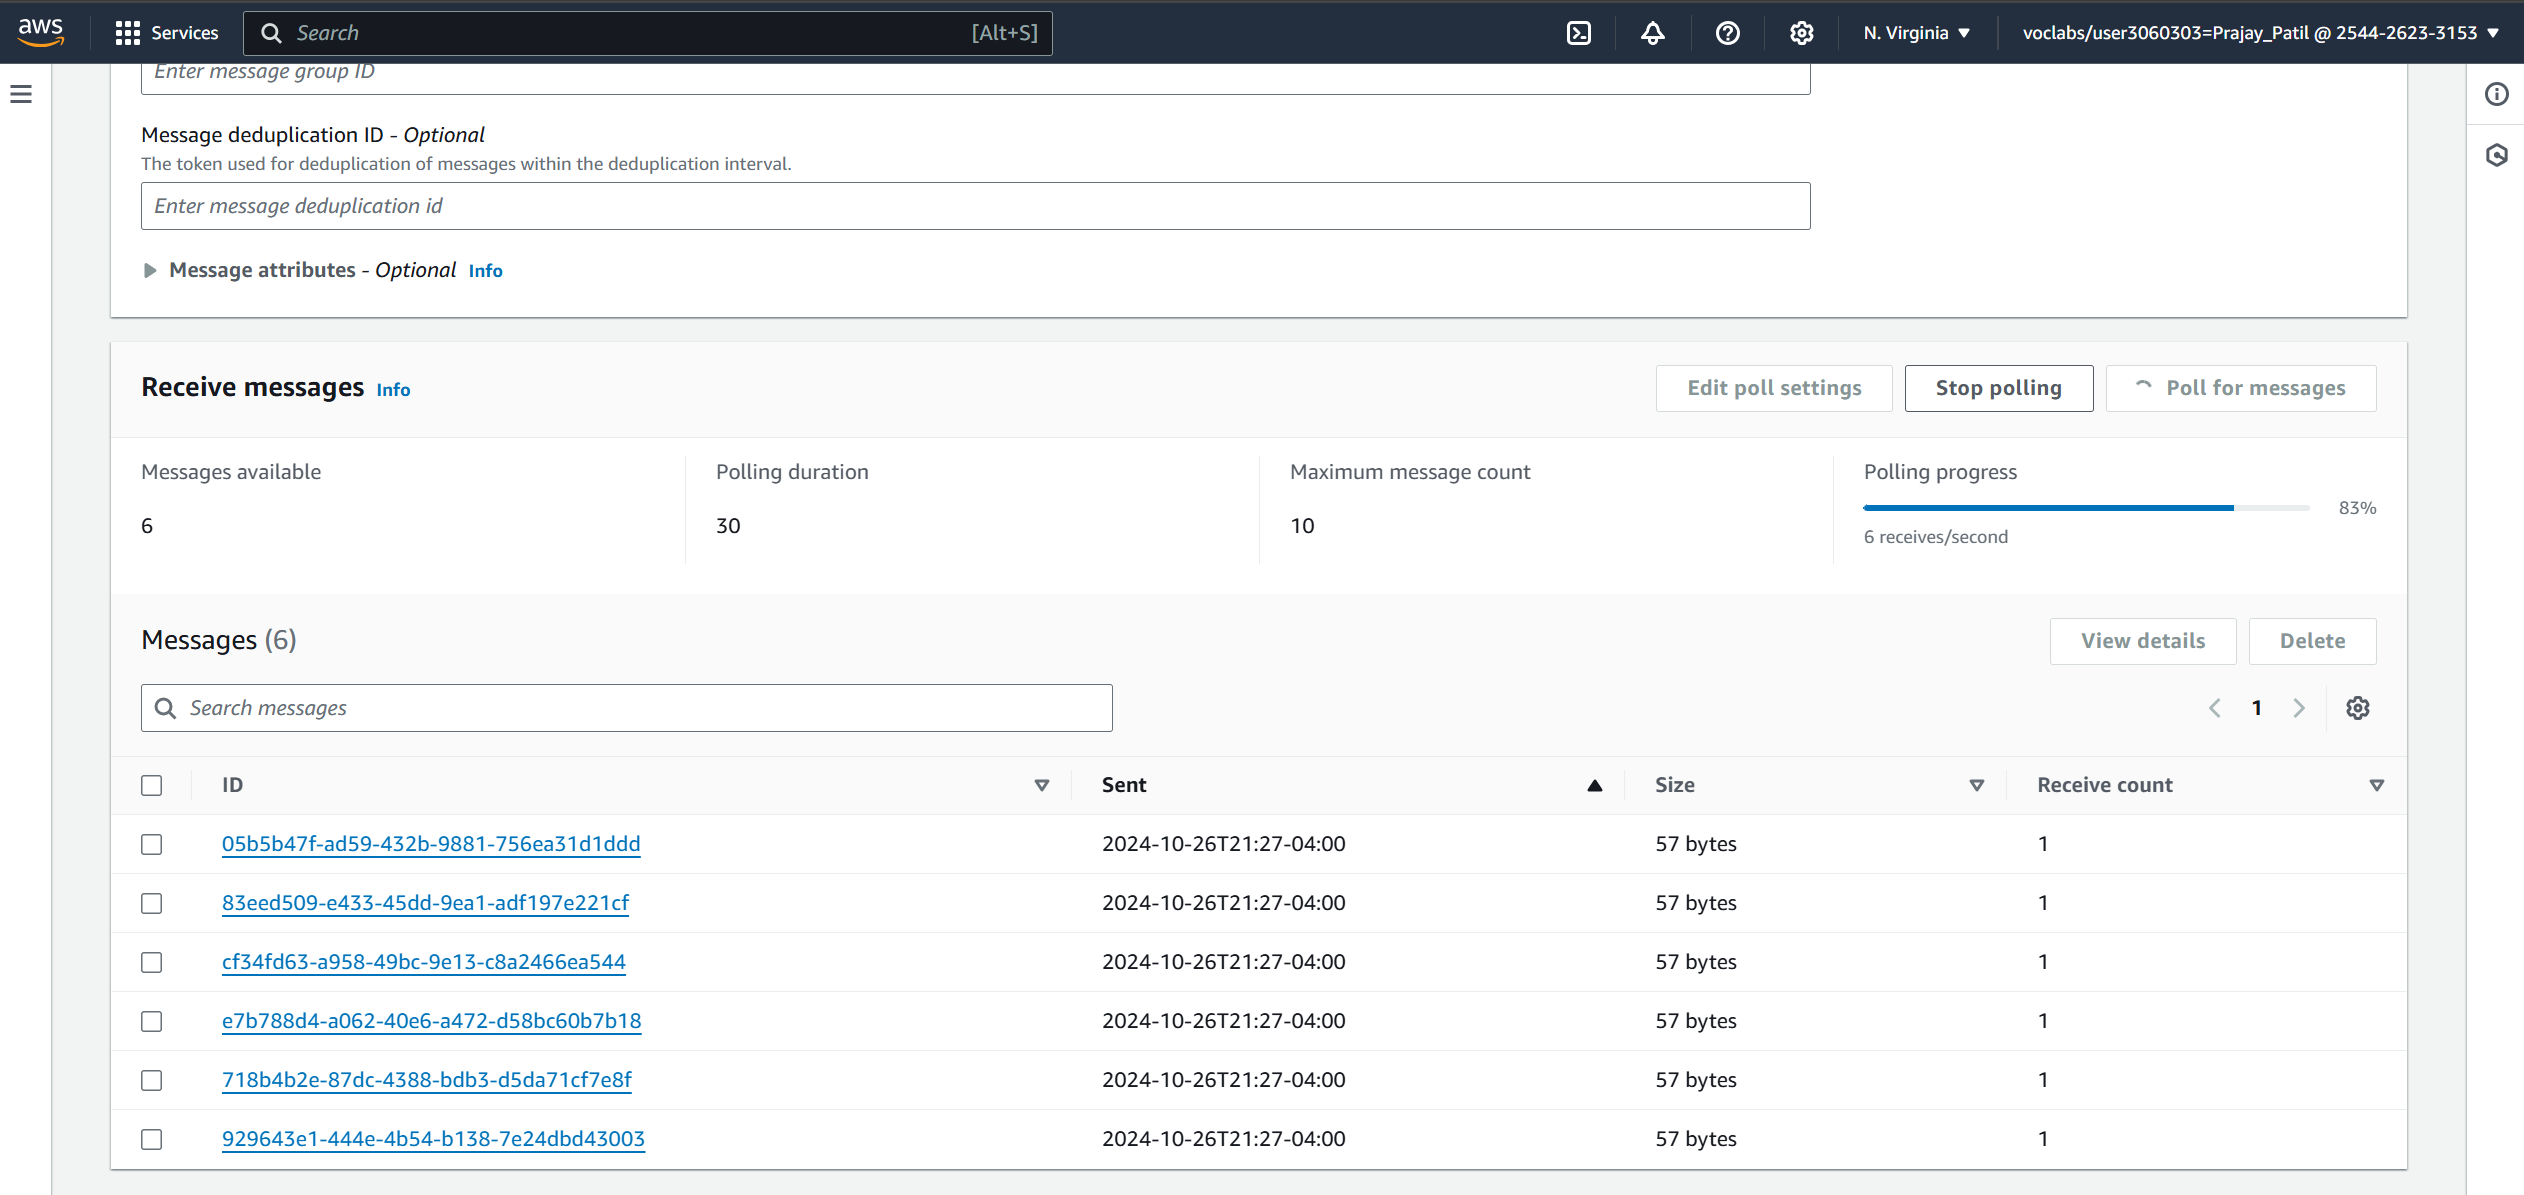 aws Services Search [Alt+S] N. Virginia voclabs/user3060303=Prajay_Patil @ 2544-2623-3153
Enter message group ID
Message deduplication ID - Optional
The token used for deduplication of messages within the deduplication interval.
Enter message deduplication id
Message attributes - Optional Info
Receive messages Info Edit poll settings Stop polling Poll for messages
Messages available Polling duration Maximum message count Polling progress
6 30 10 83%
6 receives/second
Messages (6) View details Delete
Search messages 1
ID Sent Size Receive count
05b5b47f-ad59-432b-9881-756ea31d1ddd 2024-10-26T21:27-04:00 57 bytes 1
83eed509-e433-45dd-9ea1-adf197e221cf 2024-10-26T21:27-04:00 57 bytes 1
cf34fd63-a958-49bc-9e13-c8a2466ea544 2024-10-26T21:27-04:00 57 bytes 1
e7b788d4-a062-40e6-a472-d58bc60b7b18 2024-10-26T21:27-04:00 57 bytes 1
718b4b2e-87dc-4388-bdb3-d5da71cf7e8f 2024-10-26T21:27-04:00 57 bytes 1
929643e1-444e-4b54-b138-7e24dbd43003 2024-10-26T21:27-04:00 57 bytes 1